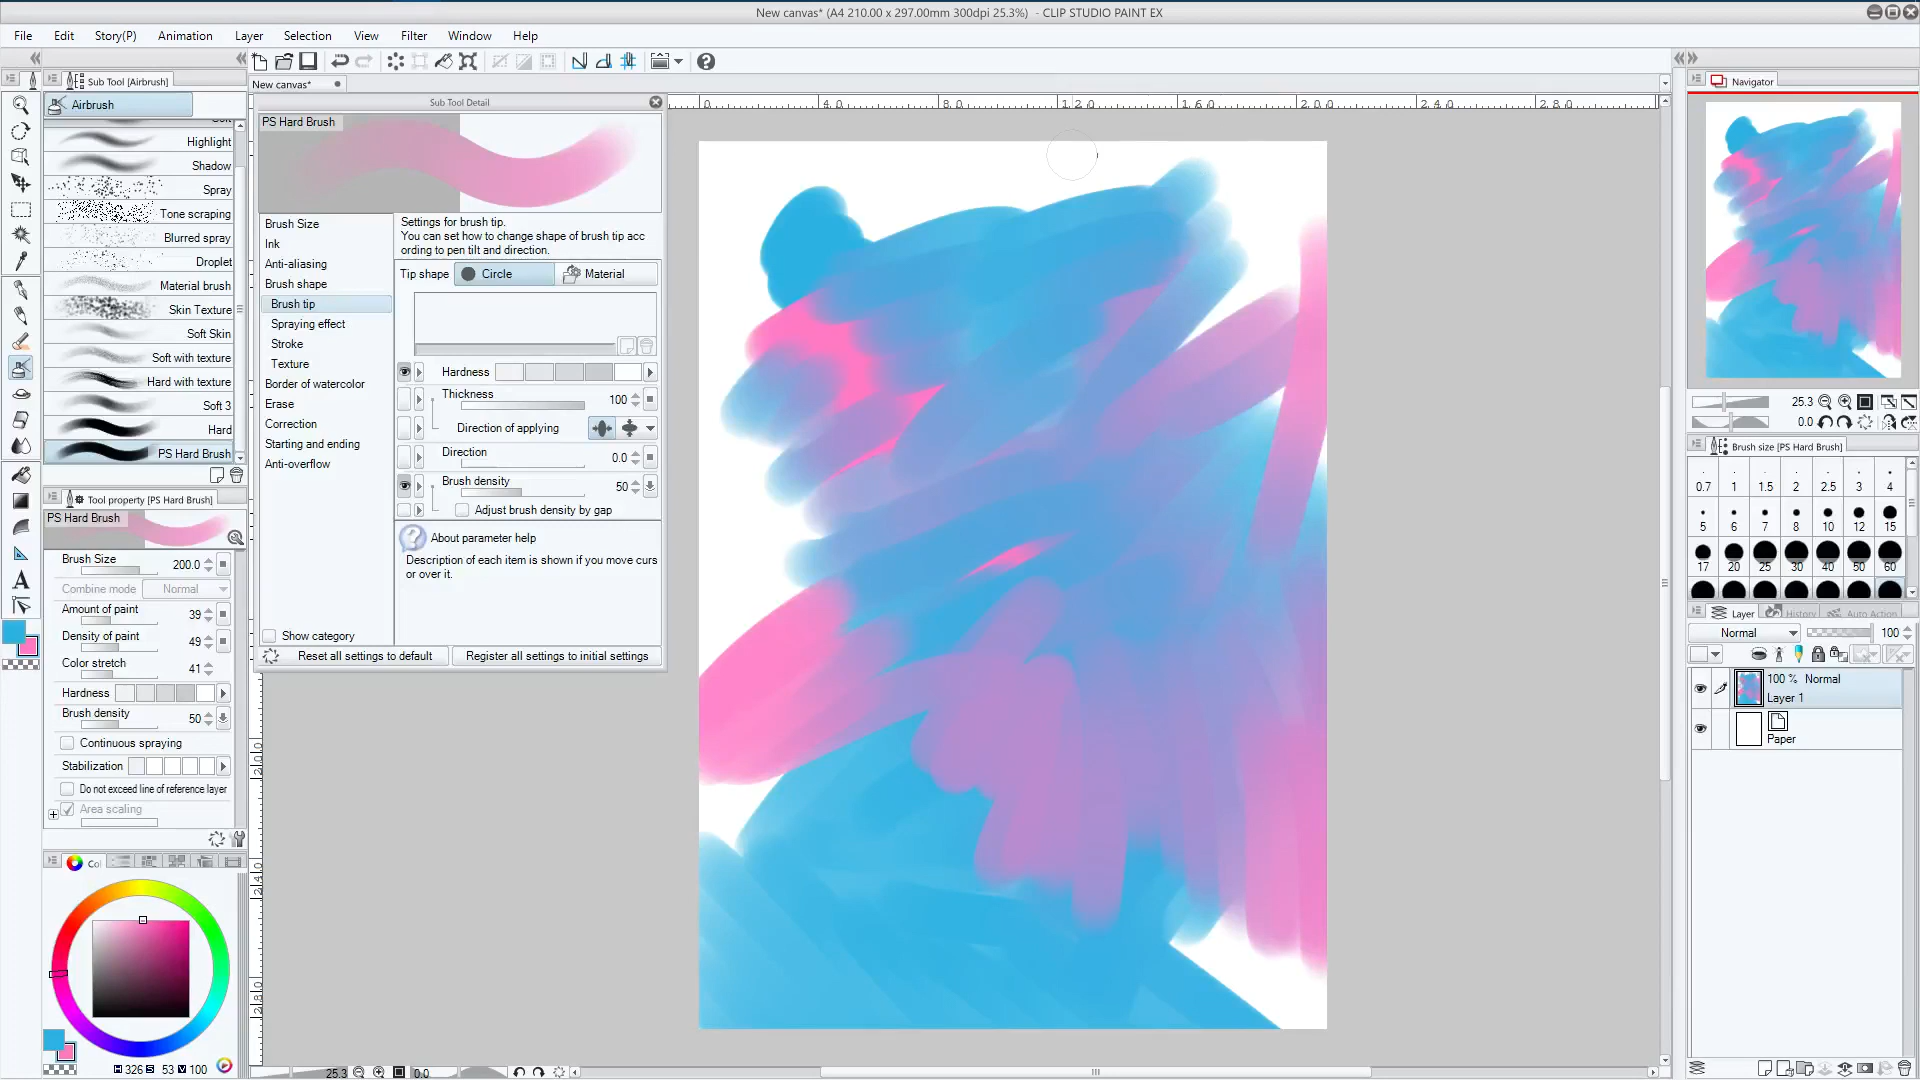 New canvas* (A4 210.00 x 297.00mm 300dpi 25.3%) - CLIP STUDIO PAINT EX
File Edit Story(P) Animation Layer Selection View Filter Window Help
Sub Tool [Airbrush]
Airbrush
Highlight
Shadow
Spray
Tone scraping
Blurred spray
Droplet
Material brush
Skin Texture
Soft Skin
Soft with texture
Hard with texture
Soft 3
Hard
PS Hard Brush
Tool property [PS Hard Brush]
PS Hard Brush
Brush Size 200.0
Combine mode Normal
Amount of paint 39
Density of paint 49
Color stretch 41
Hardness
Brush density 50
Continuous spraying
Stabilization
Do not exceed line of reference layer
Area scaling
Col
H 326 S 53 V 100
New canvas*
Sub Tool Detail
PS Hard Brush
Brush Size
Ink
Anti-aliasing
Brush shape
Brush tip
Spraying effect
Stroke
Texture
Border of watercolor
Erase
Correction
Starting and ending
Anti-overflow
Show category
Settings for brush tip.
You can set how to change shape of brush tip acc
ording to pen tilt and direction.
Tip shape Circle Material
Hardness
Thickness 100
Direction of applying
Direction 0.0
Brush density 50
Adjust brush density by gap
About parameter help
Description of each item is shown if you move curs
or over it.
Reset all settings to default Register all settings to initial settings
0 40 80 120 160 200 240 280
25.3 0.0
Navigator
25.3
0.0
Brush size [PS Hard Brush]
0.7 1 1.5 2 2.5 3 4
5 6 7 8 10 12 15
17 20 25 30 40 50 60
Layer History Auto Action
Normal 100
100 % Normal
Layer 1
Paper